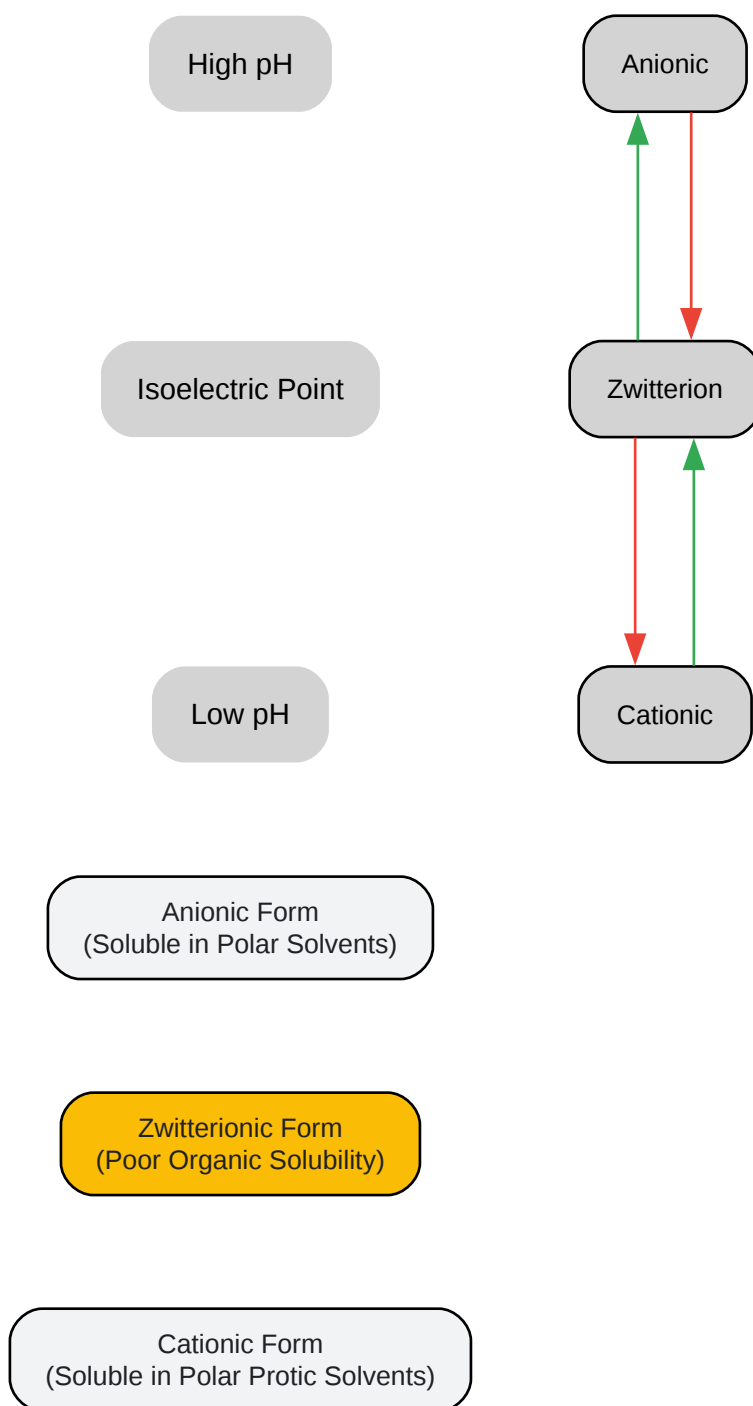 High pH
Anionic
Isoelectric Point
Zwitterion
Low pH
Cationic
Anionic Form
(Soluble in Polar Solvents)
Zwitterionic Form
(Poor Organic Solubility)
Cationic Form
(Soluble in Polar Protic Solvents)